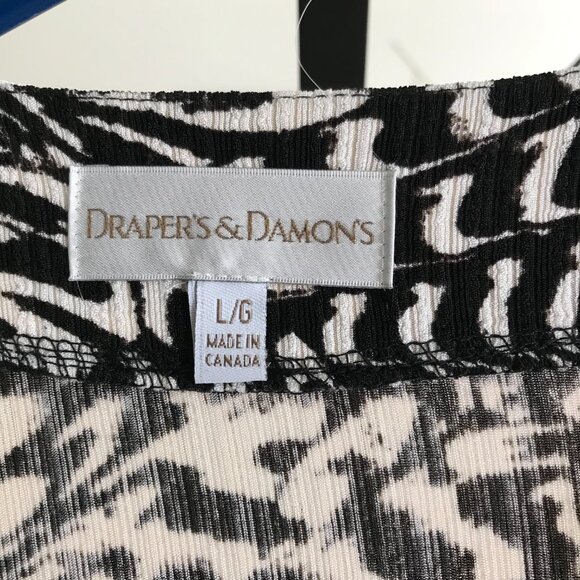 DRAPER'S & DAMON'S
L/G
MADE IN
CANADA